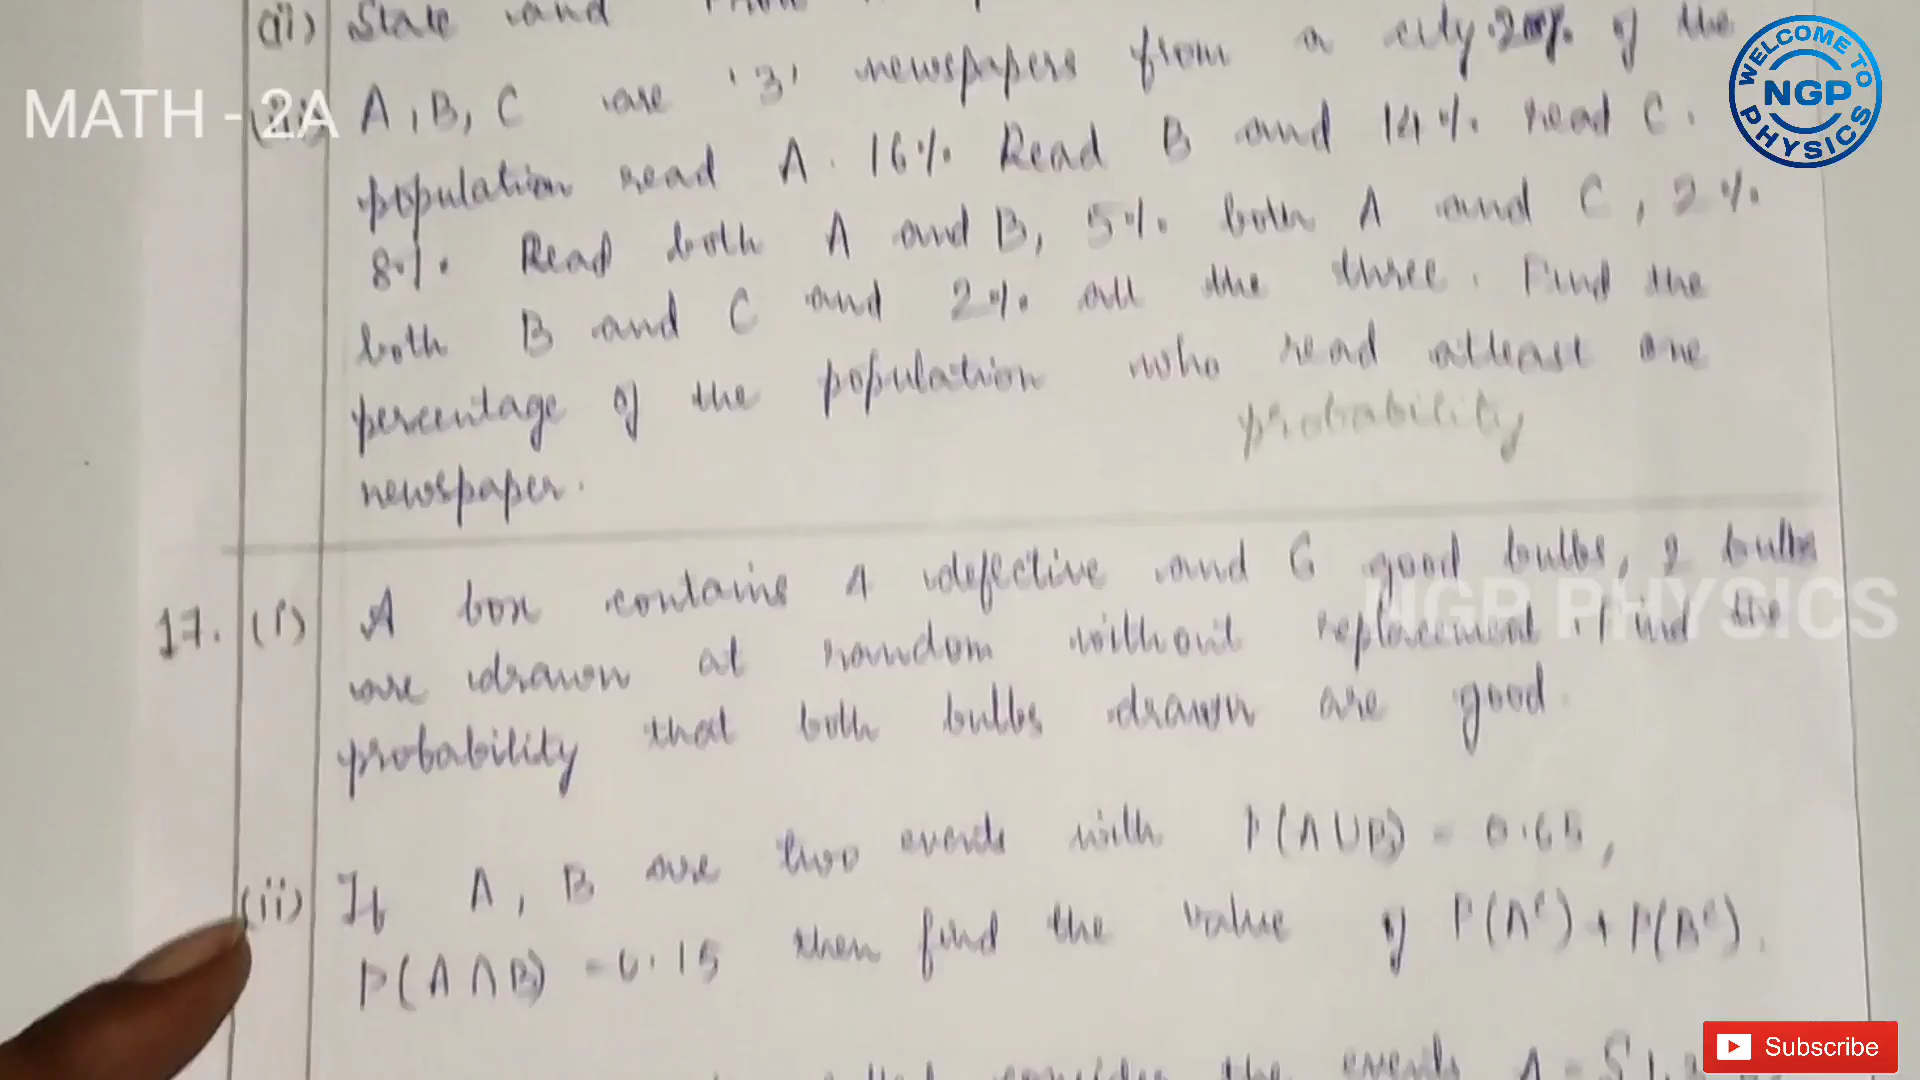 (ii) State and
MATH - 2A
A, B, C are '3' newspapers from a city. 20% of the
population read A. 16% Read B and 14% read C.
8% Read both A and B, 5% both A and C, 2%
both B and C and 2% all the three. Find the
percentage of the population who read atleast one
newspaper.
probability
17. (i) A box contains 4 defective and 6 good bulbs, 2 bulbs
are drawn at random without replacement. Find the
probability that both bulbs drawn are good.
(ii) If A, B are two events with P(A∪B) = 0.65,
P(A∩B) = 0.15 then find the value of P(Aᶜ) + P(Bᶜ).
consider the events A =
WELCOME TO
NGP
PHYSICS
NGP PHYSICS
Subscribe